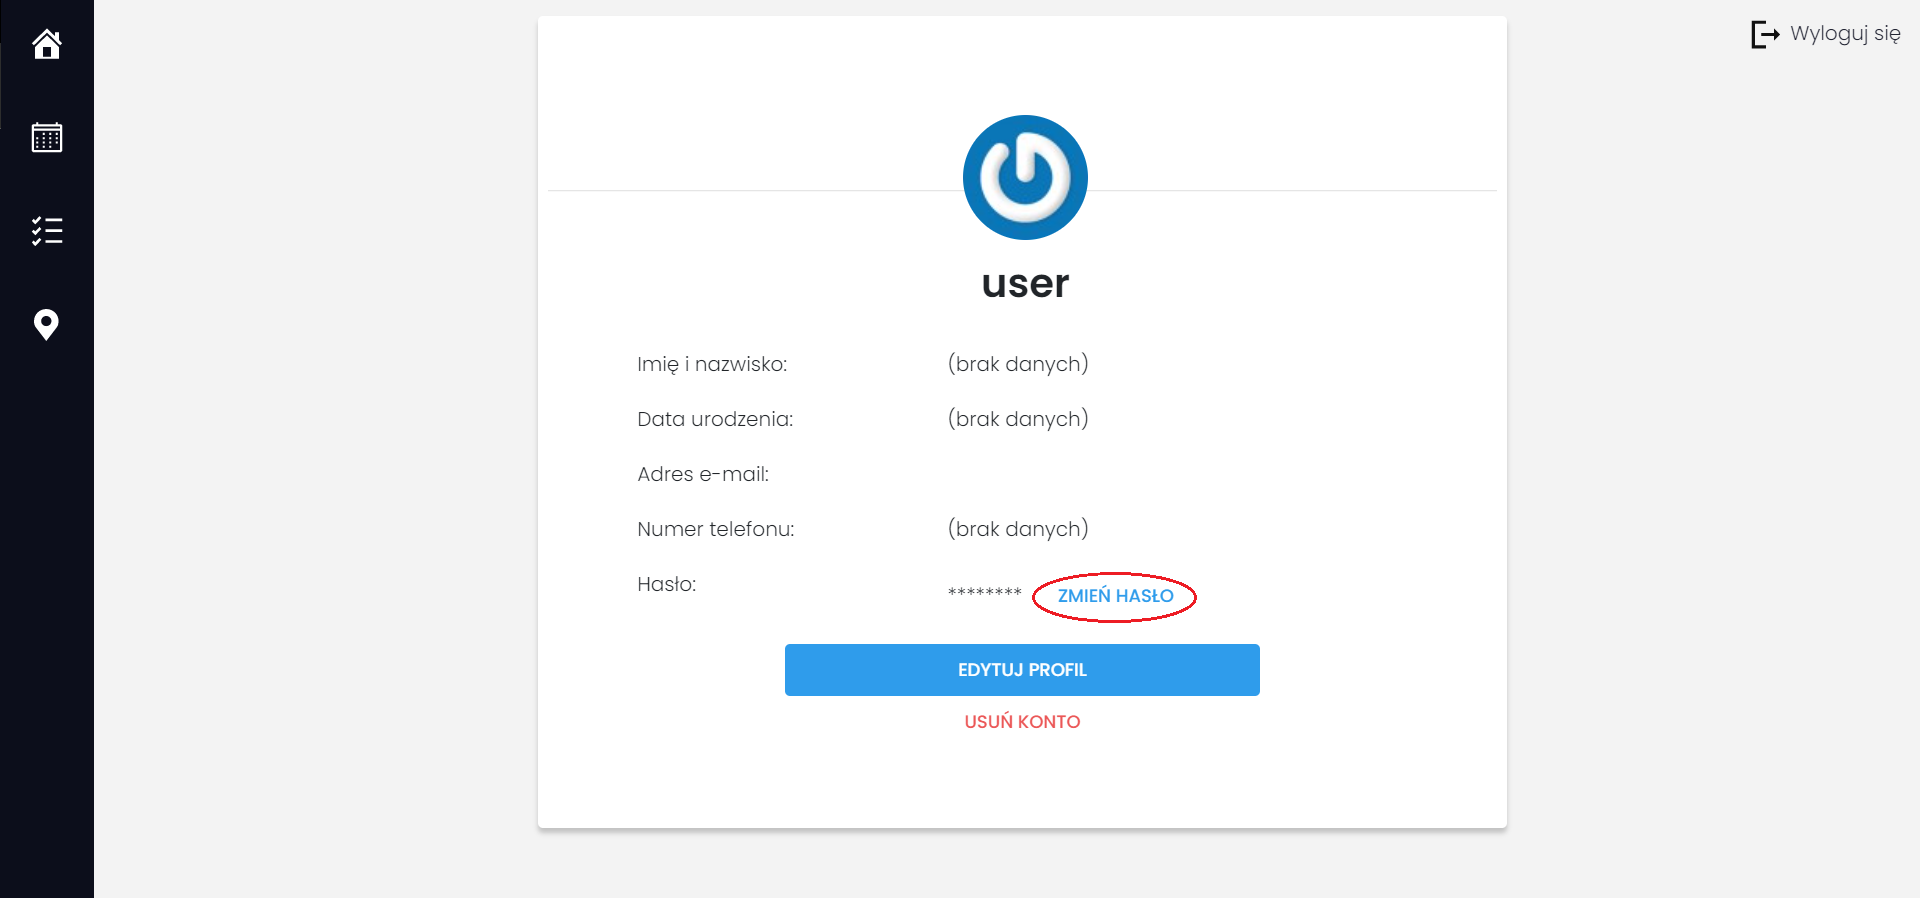 Wyloguj się
user
Imię i nazwisko: (brak danych)
Data urodzenia: (brak danych)
Adres e-mail:
Numer telefonu: (brak danych)
Hasło: ******** ZMIEŃ HASŁO
EDYTUJ PROFIL
USUŃ KONTO